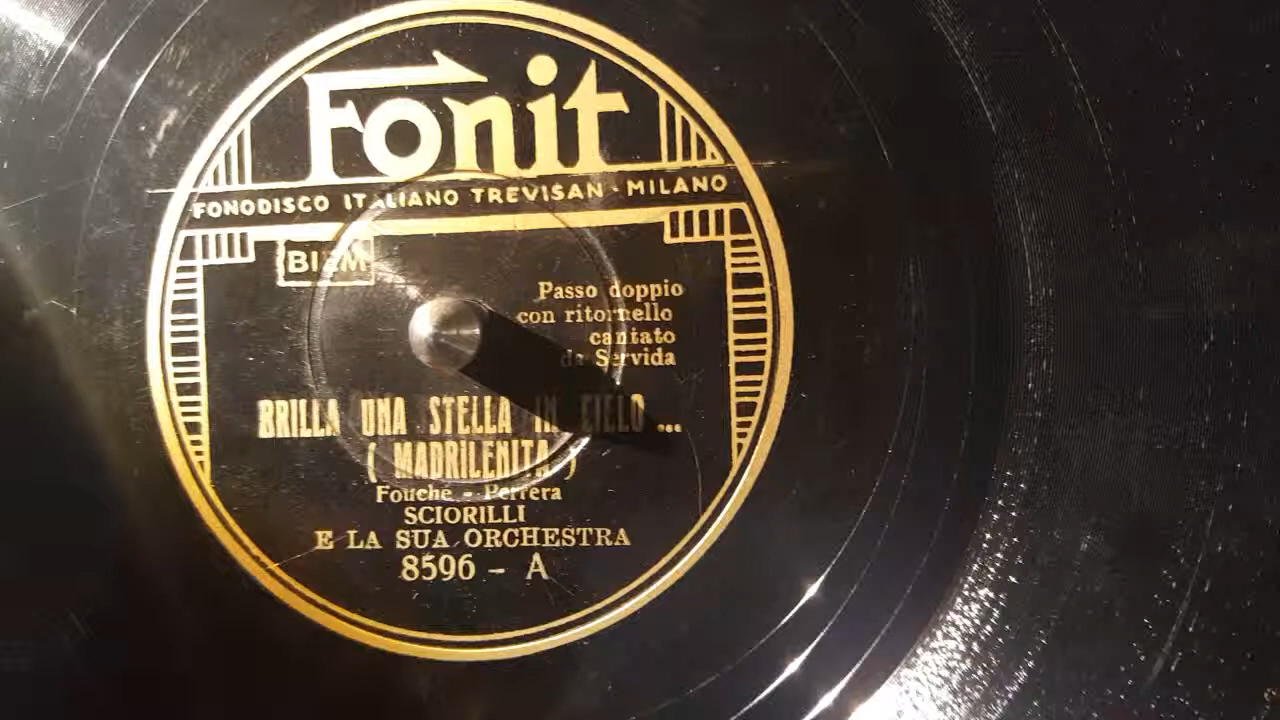 Fonit
FONODISCO ITALIANO TREVISAN - MILANO
BIEM
Passo doppio
con ritornello
cantato
da Servida
BRILLA UNA STELLA IN CIELO ...
( MADRILENITA )
Fouche - Perrera
SCIORILLI
E LA SUA ORCHESTRA
8596 - A